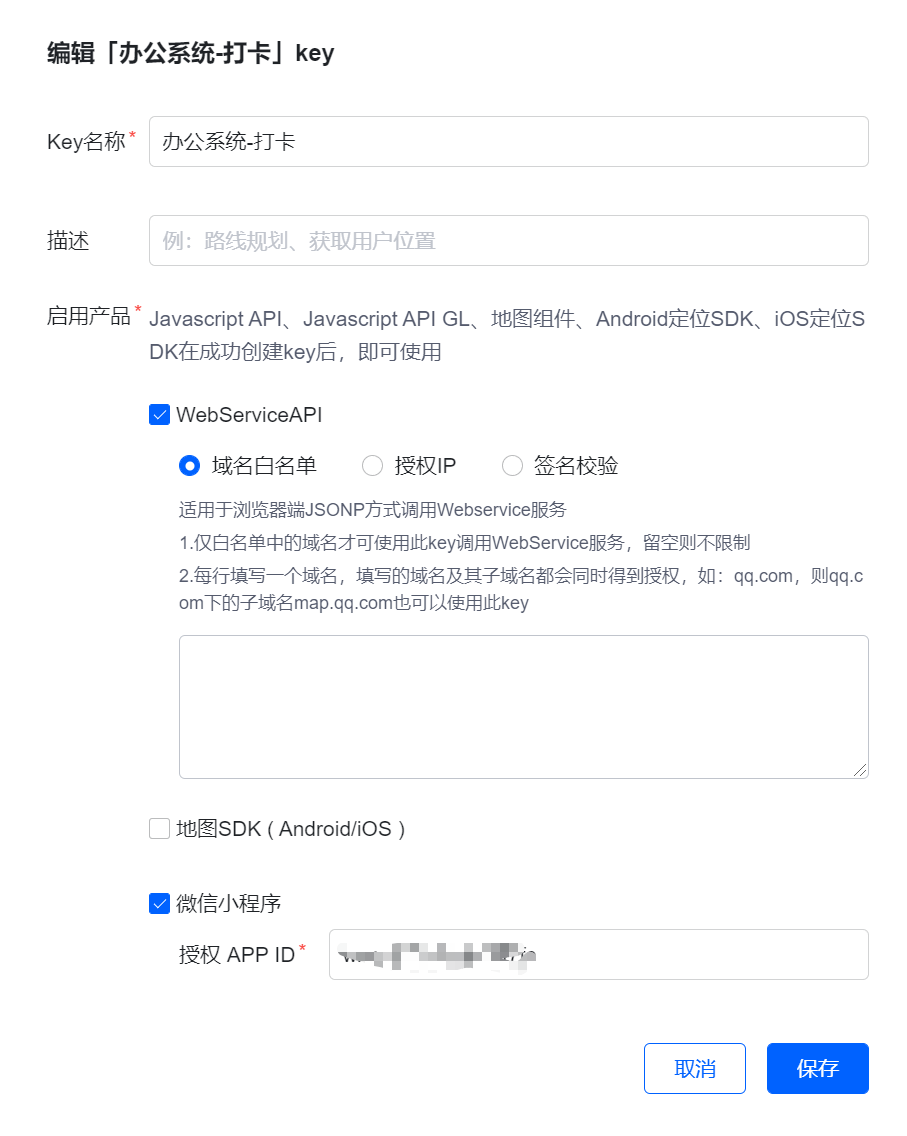 编辑「办公系统-打卡」key
Key名称*
办公系统-打卡
描述
例：路线规划、获取用户位置
启用产品*
Javascript API、Javascript API GL、地图组件、Android定位SDK、iOS定位S
DK在成功创建key后，即可使用
WebServiceAPI
域名白名单 授权IP 签名校验
适用于浏览器端JSONP方式调用Webservice服务
1.仅白名单中的域名才可使用此key调用WebService服务，留空则不限制
2.每行填写一个域名，填写的域名及其子域名都会同时得到授权，如：qq.com，则qq.c
om下的子域名map.qq.com也可以使用此key
地图SDK ( Android/iOS )
微信小程序
授权 APP ID*
取消 保存